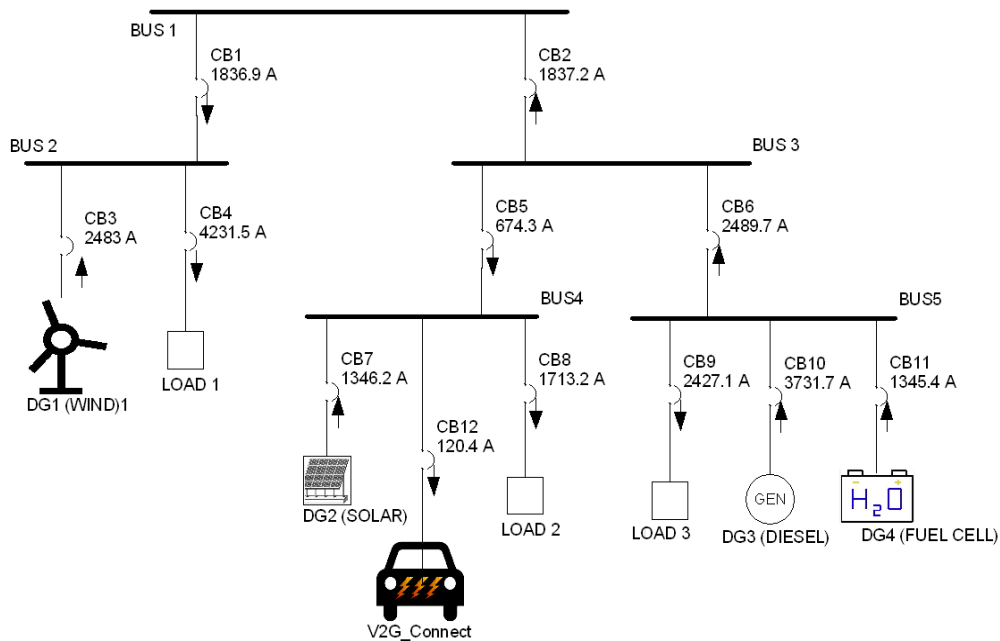 BUS 1
CB1
1836.9 A
CB2
1837.2 A
BUS 2
BUS 3
CB3
2483 A
CB4
4231.5 A
CB5
674.3 A
CB6
2489.7 A
DG1 (WIND)1
LOAD 1
BUS4
BUS5
CB7
1346.2 A
CB8
1713.2 A
CB9
2427.1 A
CB10
3731.7 A
CB11
1345.4 A
CB12
120.4 A
DG2 (SOLAR)
LOAD 2
LOAD 3
GEN
DG3 (DIESEL)
- +
H2O
DG4 (FUEL CELL)
V2G_Connect